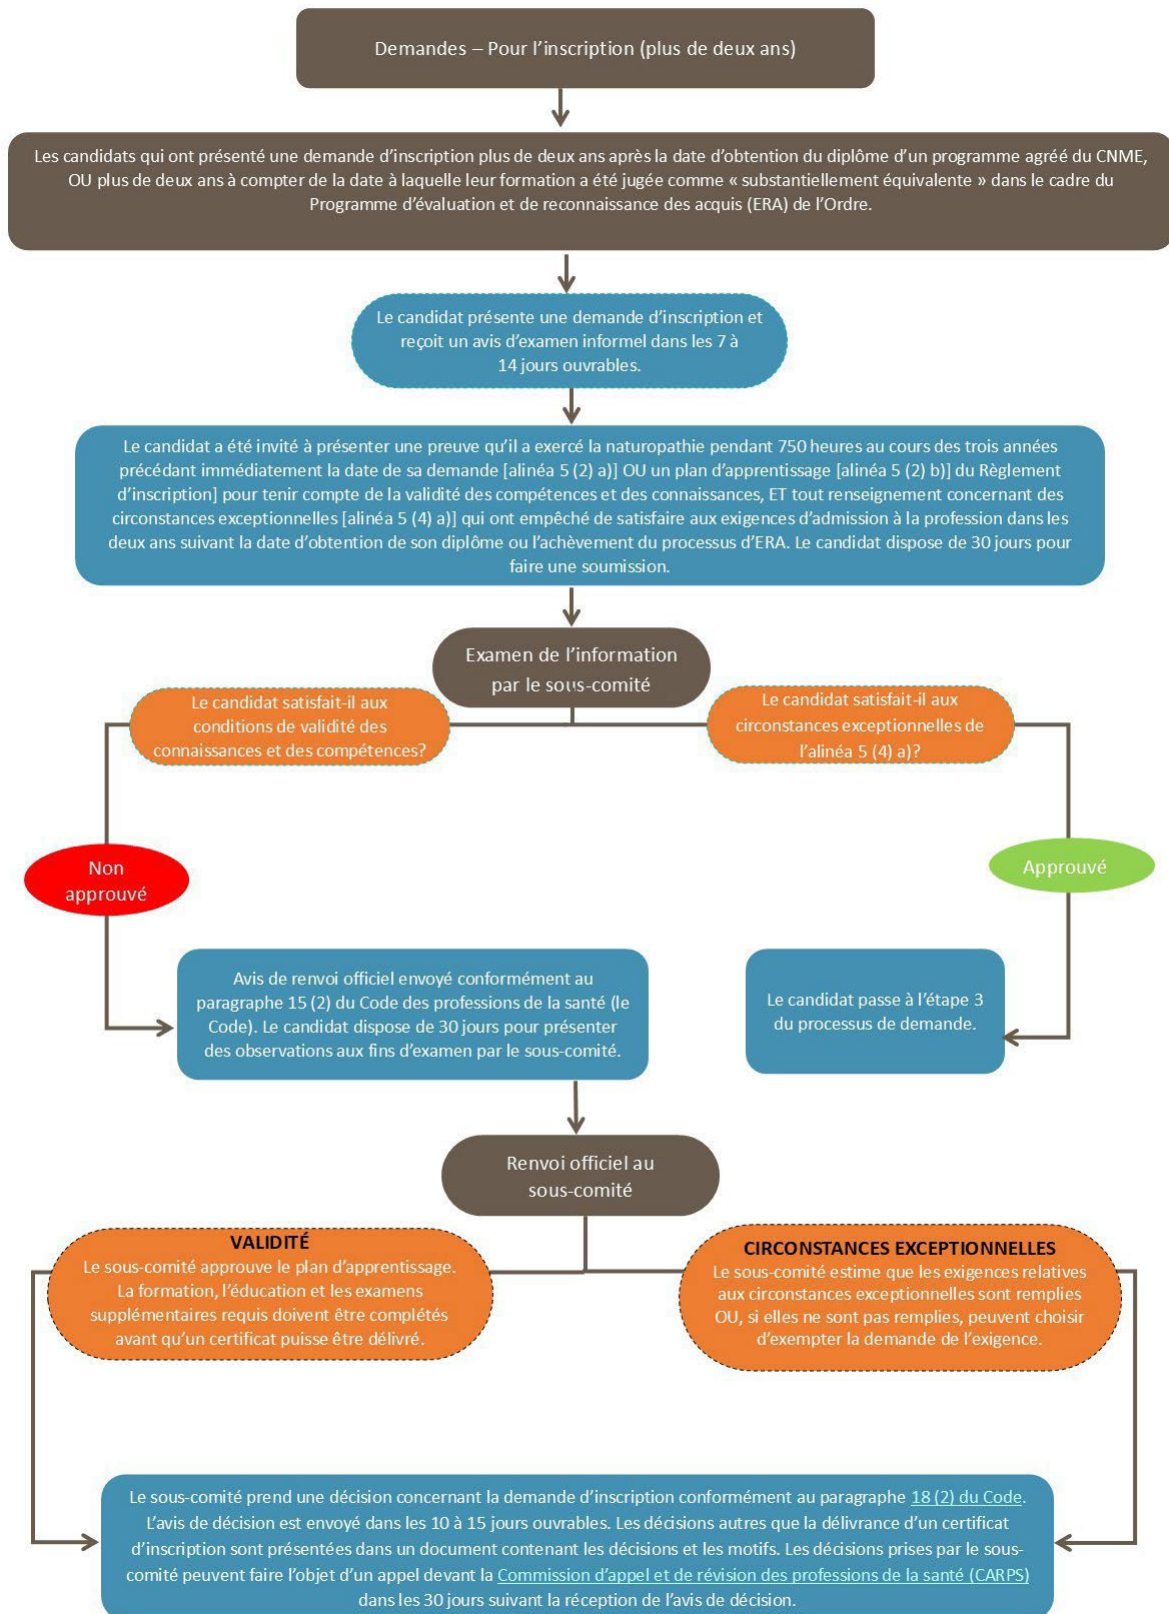 Demandes – Pour l’inscription (plus de deux ans)
Les candidats qui ont présenté une demande d’inscription plus de deux ans après la date d’obtention du diplôme d’un programme agréé du CNME,
OU plus de deux ans à compter de la date à laquelle leur formation a été jugée comme « substantiellement équivalente » dans le cadre du
Programme d’évaluation et de reconnaissance des acquis (ERA) de l’Ordre.
Le candidat présente une demande d’inscription et
reçoit un avis d’examen informel dans les 7 à
14 jours ouvrables.
Le candidat a été invité à présenter une preuve qu’il a exercé la naturopathie pendant 750 heures au cours des trois années
précédant immédiatement la date de sa demande [alinéa 5 (2) a)] OU un plan d’apprentissage [alinéa 5 (2) b)] du Règlement
d’inscription] pour tenir compte de la validité des compétences et des connaissances, ET tout renseignement concernant des
circonstances exceptionnelles [alinéa 5 (4) a)] qui ont empêché de satisfaire aux exigences d’admission à la profession dans les
deux ans suivant la date d’obtention de son diplôme ou l’achèvement du processus d’ERA. Le candidat dispose de 30 jours pour
faire une soumission.
Examen de l’information
par le sous-comité
Le candidat satisfait-il aux
conditions de validité des
connaissances et des compétences?
Le candidat satisfait-il aux
circonstances exceptionnelles de
l’alinéa 5 (4) a)?
Non
approuvé
Approuvé
Avis de renvoi officiel envoyé conformément au
paragraphe 15 (2) du Code des professions de la santé (le
Code). Le candidat dispose de 30 jours pour présenter
des observations aux fins d’examen par le sous-comité.
Le candidat passe à l’étape 3
du processus de demande.
Renvoi officiel au
sous-comité
VALIDITÉ
Le sous-comité approuve le plan d’apprentissage.
La formation, l’éducation et les examens
supplémentaires requis doivent être complétés
avant qu’un certificat puisse être délivré.
CIRCONSTANCES EXCEPTIONNELLES
Le sous-comité estime que les exigences relatives
aux circonstances exceptionnelles sont remplies
OU, si elles ne sont pas remplies, peuvent choisir
d’exempter la demande de l’exigence.
Le sous-comité prend une décision concernant la demande d’inscription conformément au paragraphe 18 (2) du Code.
L’avis de décision est envoyé dans les 10 à 15 jours ouvrables. Les décisions autres que la délivrance d’un certificat
d’inscription sont présentées dans un document contenant les décisions et les motifs. Les décisions prises par le sous-
comité peuvent faire l’objet d’un appel devant la Commission d’appel et de révision des professions de la santé (CARPS)
dans les 30 jours suivant la réception de l’avis de décision.